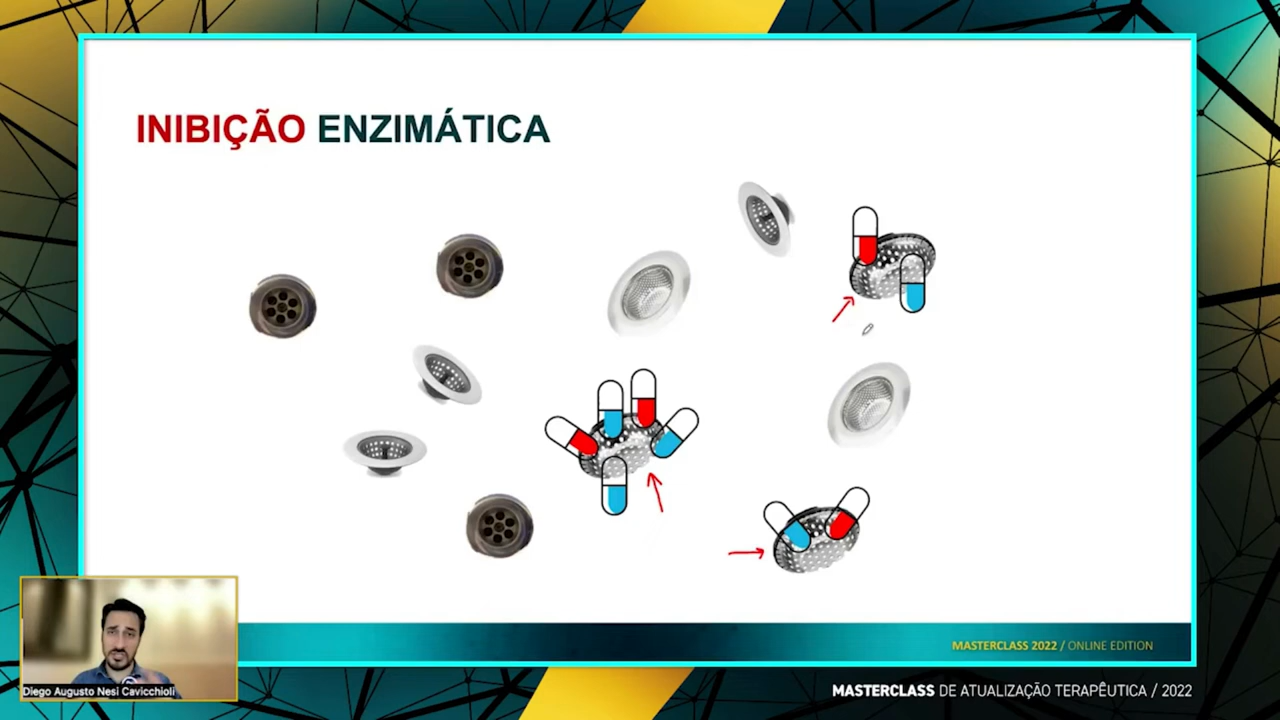 INIBIÇÃO ENZIMÁTICA
MASTERCLASS 2022 / ONLINE EDITION
Diego Augusto Nesi Cavicchioli
MASTERCLASS DE ATUALIZAÇÃO TERAPÊUTICA / 2022